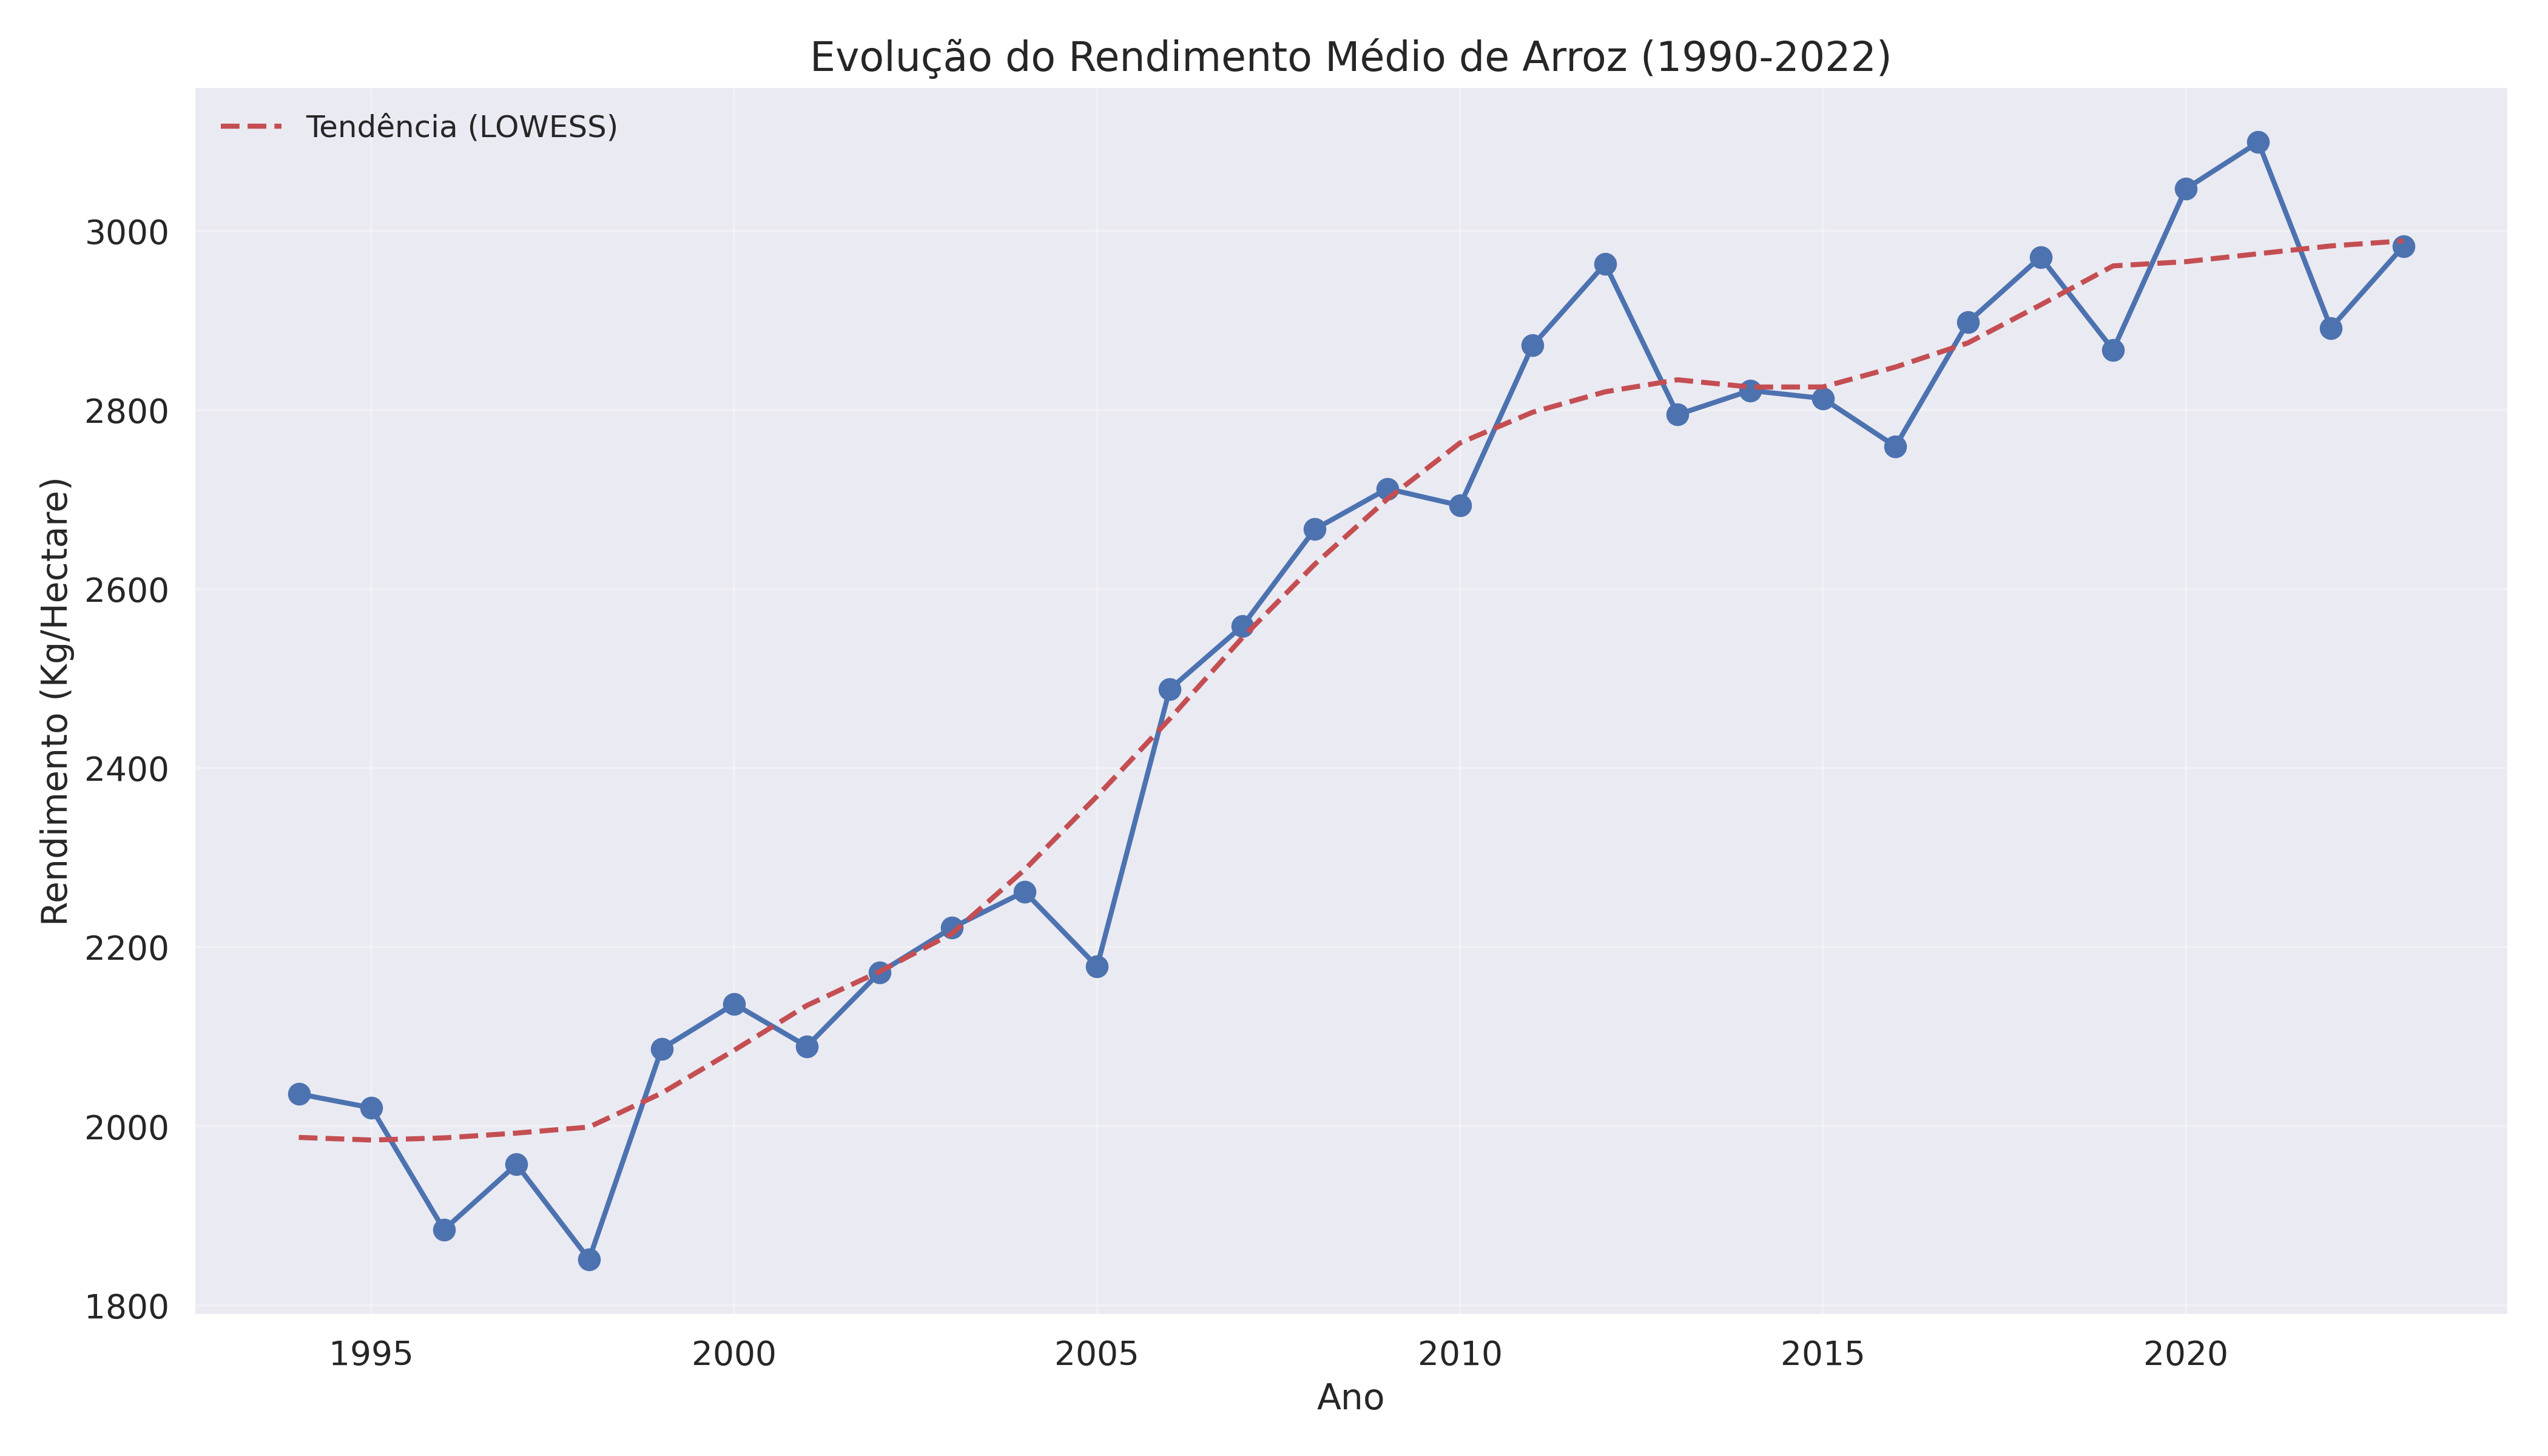 Evolução do Rendimento Médio de Arroz (1990-2022)
Tendência (LOWESS)
Rendimento (Kg/Hectare)
3000
2800
2600
2400
2200
2000
1800
1995 2000 2005 2010 2015 2020
Ano